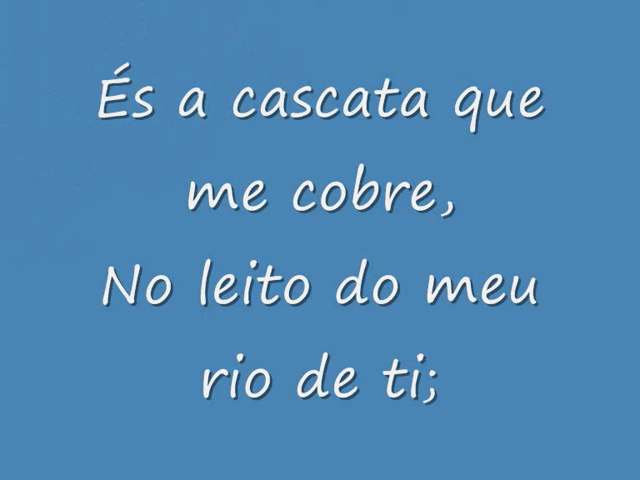 És a cascata que
me cobre,
No leito do meu
rio de ti;